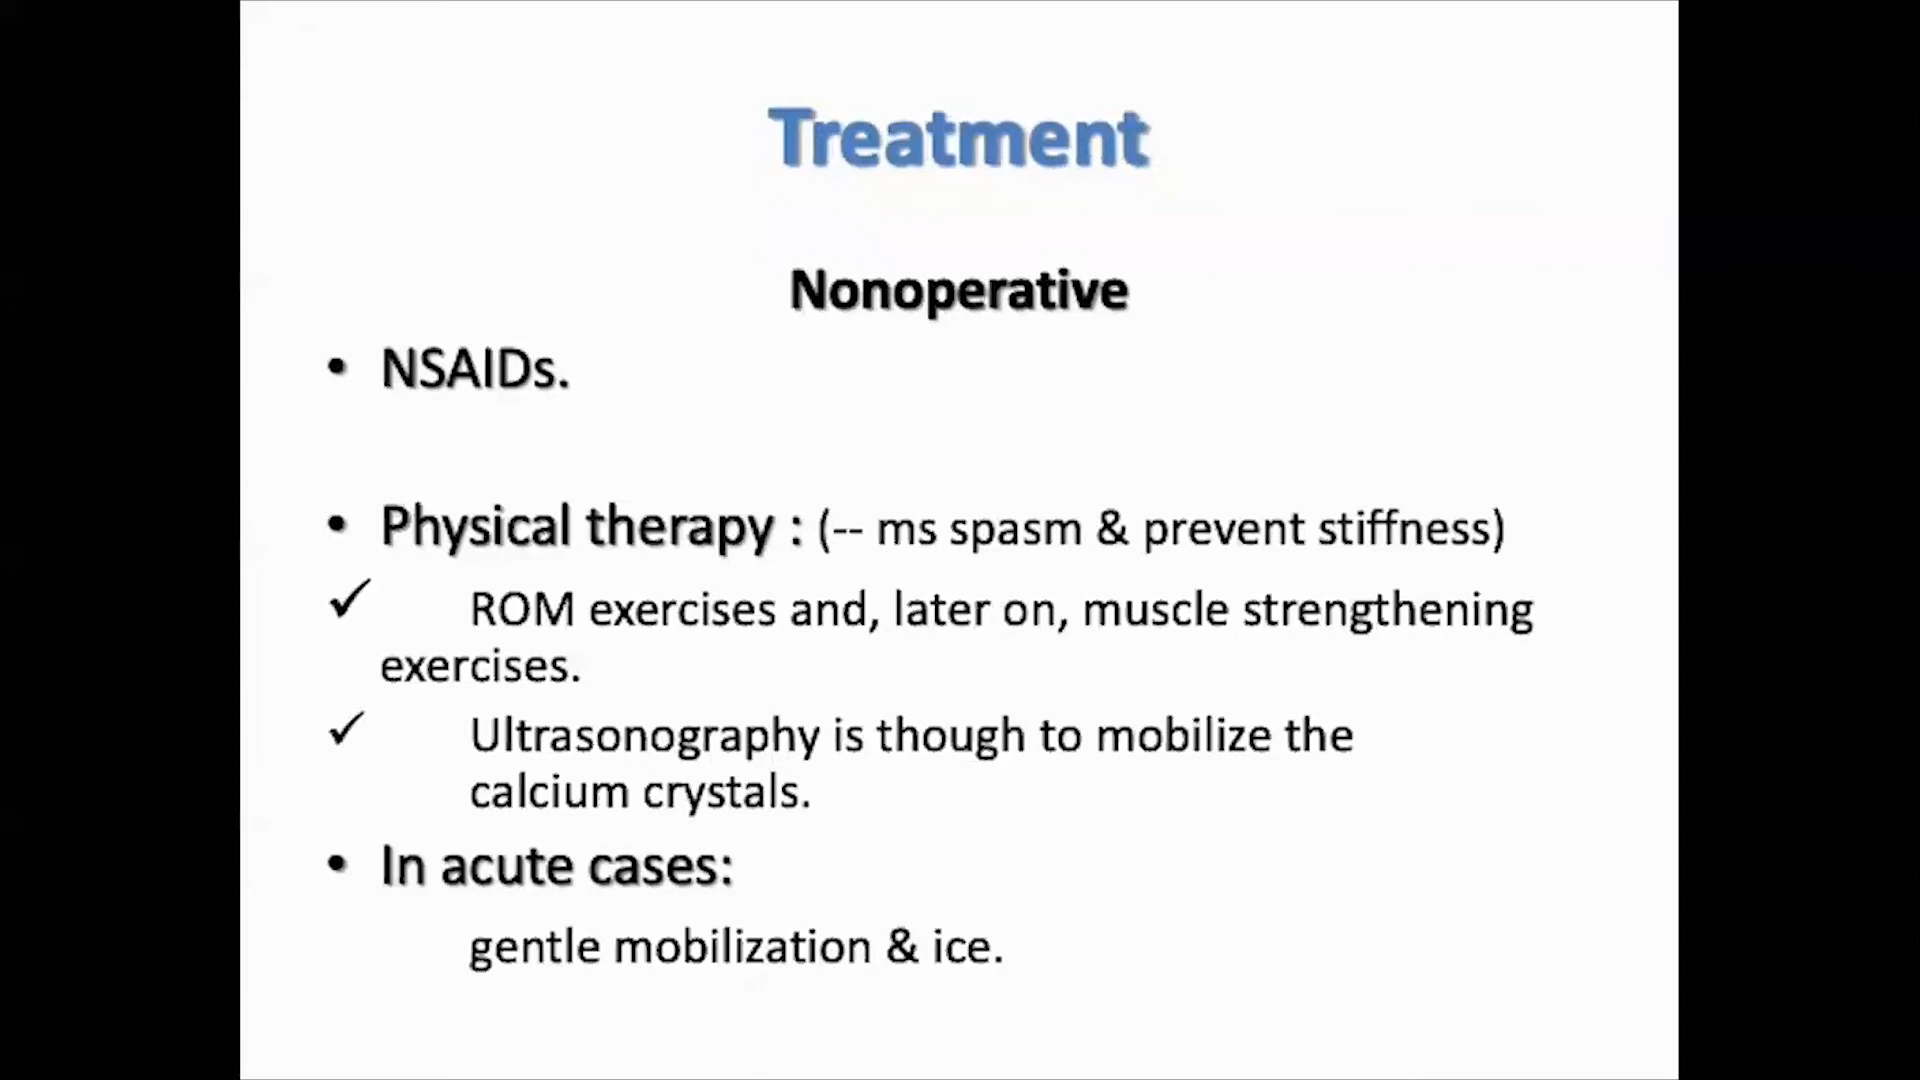 Treatment
Nonoperative
• NSAIDs.
• Physical therapy : (-- ms spasm & prevent stiffness)
✓ ROM exercises and, later on, muscle strengthening
exercises.
✓ Ultrasonography is though to mobilize the
calcium crystals.
• In acute cases:
gentle mobilization & ice.